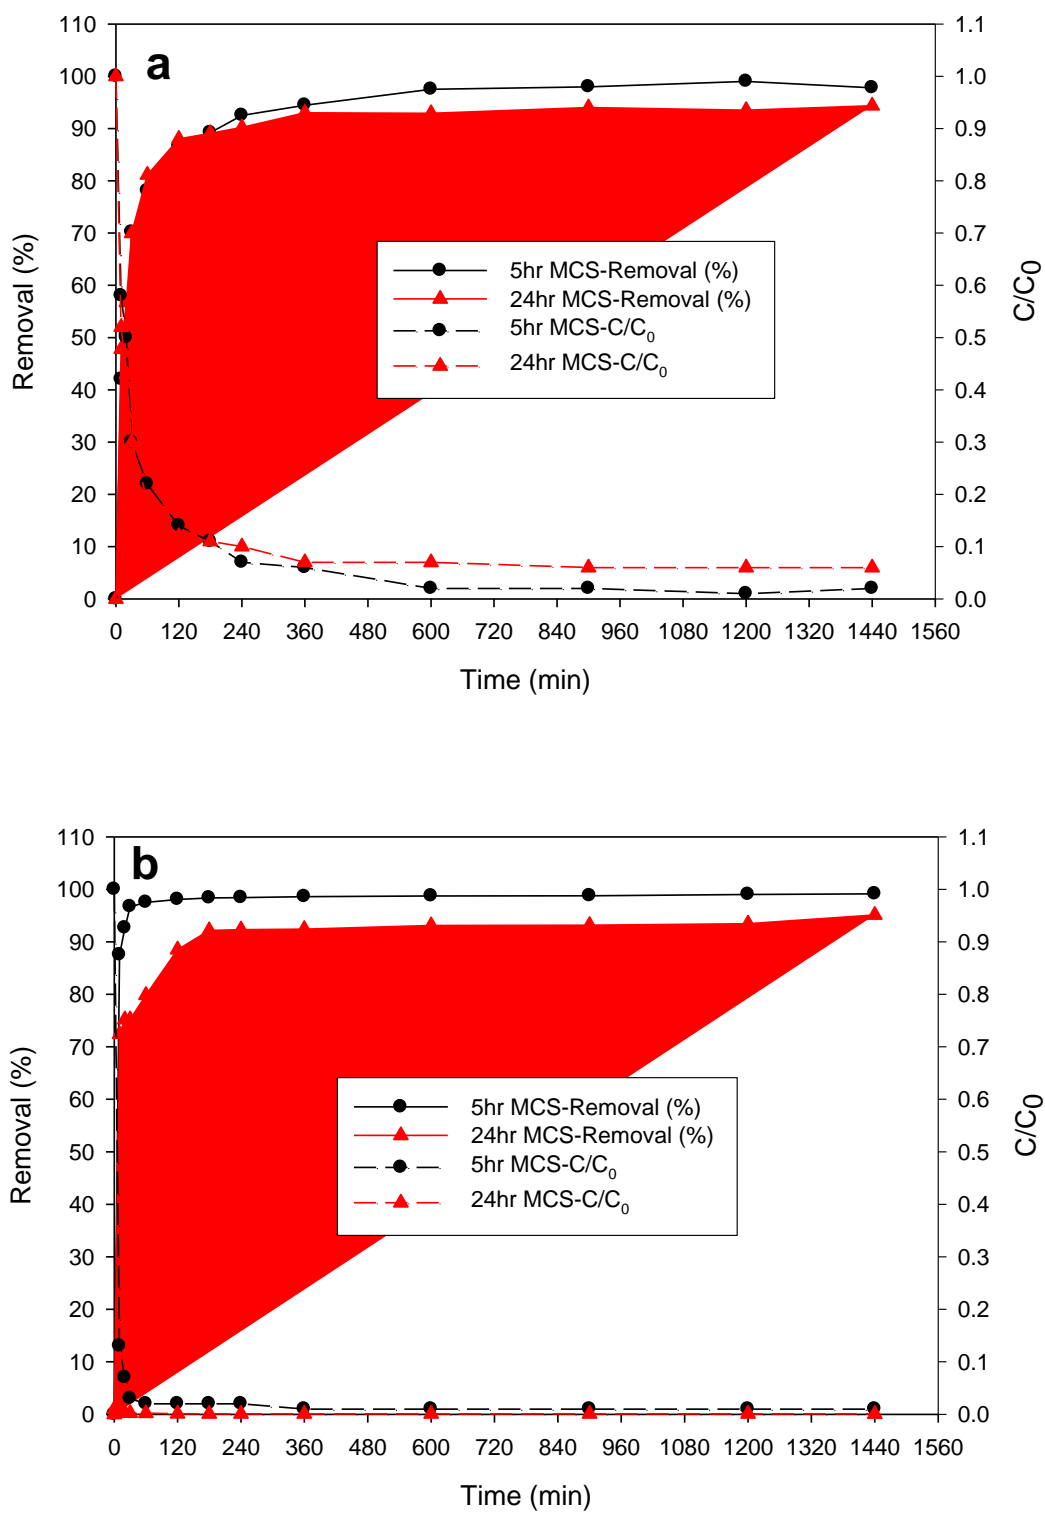 a
110
100
90
80
70
60
50
40
30
20
10
0
Removal (%)
1.1
1.0
0.9
0.8
0.7
0.6
0.5
0.4
0.3
0.2
0.1
0.0
C/C0
5hr MCS-Removal (%)
24hr MCS-Removal (%)
5hr MCS-C/C0
24hr MCS-C/C0
0 120 240 360 600 720 840 960 1080 1200 1320 1440 1560
Time (min)
b
110
100
90
80
70
60
50
40
30
20
10
0
Removal (%)
1.1
1.0
0.9
0.8
0.7
0.6
0.5
0.4
0.3
0.2
0.1
0.0
C/C0
5hr MCS-Removal (%)
24hr MCS-Removal (%)
5hr MCS-C/C0
24hr MCS-C/C0
0 120 240 360 600 720 840 960 1080 1200 1320 1440 1560
Time (min)